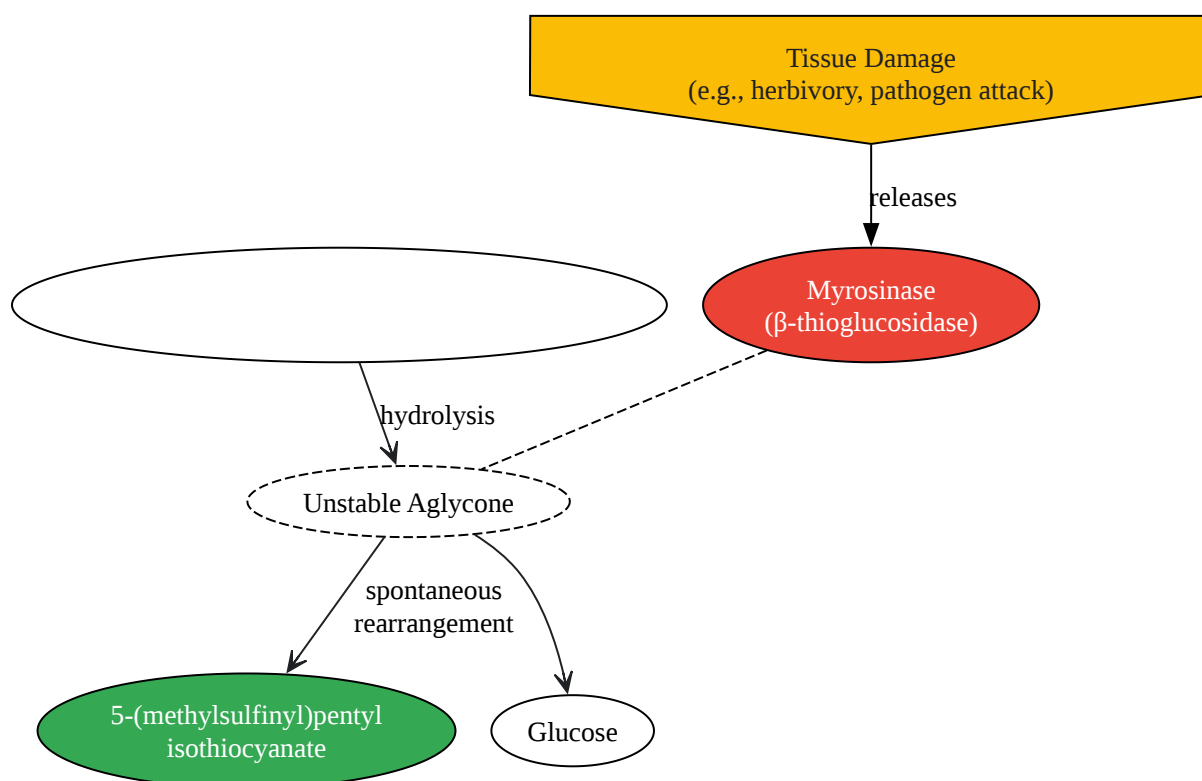 Tissue Damage
(e.g., herbivory, pathogen attack)
releases
Myrosinase
(β-thioglucosidase)
hydrolysis
Unstable Aglycone
spontaneous
rearrangement
5-(methylsulfinyl)pentyl
isothiocyanate
Glucose